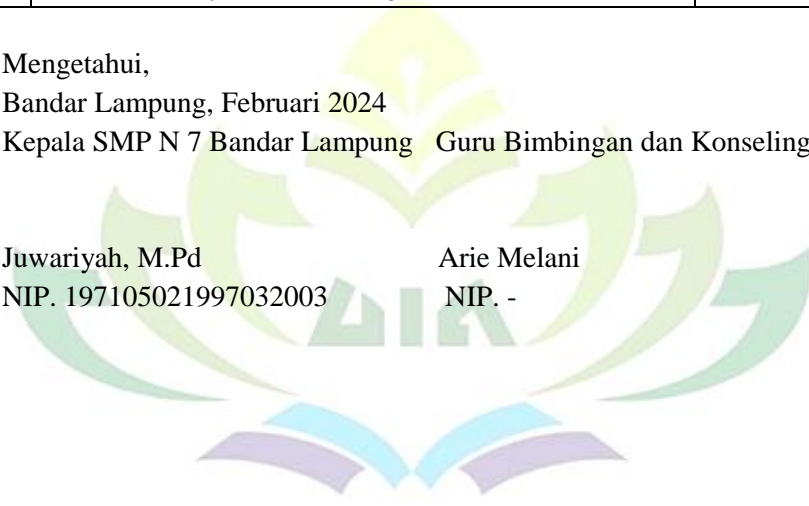 Mengetahui,
Bandar Lampung, Februari 2024
Kepala SMP N 7 Bandar Lampung Guru Bimbingan dan Konseling
Juwariyah, M.Pd Arie Melani
NIP. 197105021997032003 NIP. -